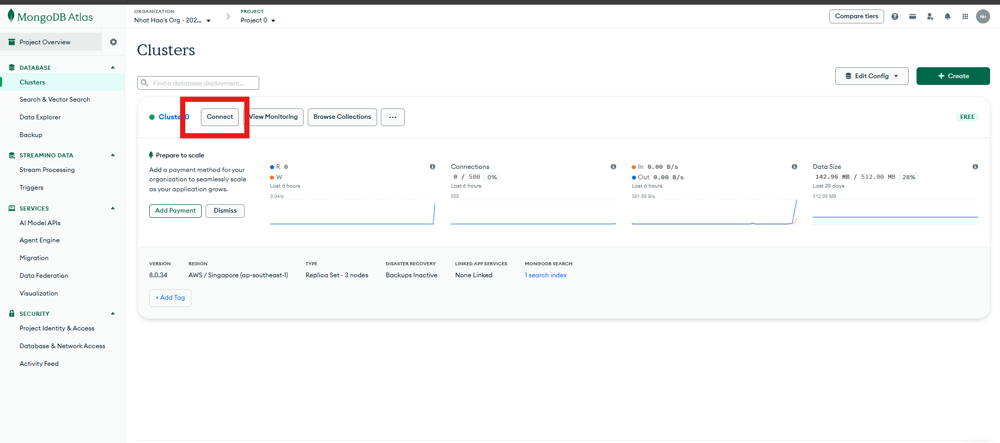 MongoDB Atlas
ORGANIZATION
Nhat Hao's Org - 202...
PROJECT
Project 0
Compare tiers
NH
Project Overview
DATABASE
Clusters
Search & Vector Search
Data Explorer
Backup
STREAMING DATA
Stream Processing
Triggers
SERVICES
AI Model APIs
Agent Engine
Migration
Data Federation
Visualization
SECURITY
Project Identity & Access
Database & Network Access
Activity Feed
Clusters
Find a database deployment...
Edit Config
+ Create
Cluster0
Connect
View Monitoring
Browse Collections
...
FREE
Prepare to scale
Add a payment method for your
organization to seamlessly scale
as your application grows.
Add Payment
Dismiss
R 0
W
Last 6 hours
0.04/s
Connections
0 / 500 0%
Last 6 hours
500
In 0.00 B/s
Out 0.00 B/s
Last 6 hours
391.89 B/s
Data Size
142.96 MB / 512.00 MB 28%
Last 29 days
512.00 MB
VERSION
8.0.34
REGION
AWS / Singapore (ap-southeast-1)
TYPE
Replica Set - 3 nodes
DISASTER RECOVERY
Backups Inactive
LINKED APP SERVICES
None Linked
MONGODB SEARCH
1 search index
+ Add Tag